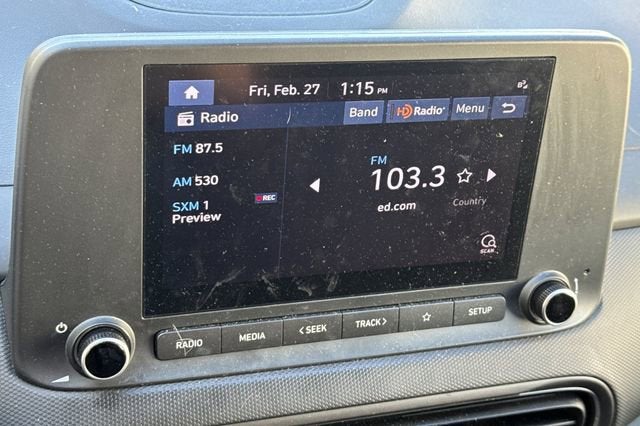 Fri, Feb. 27 1:15 PM
Radio Band HD Radio Menu
FM 87.5
AM 530
SXM 1 REC
Preview
FM
103.3
ed.com Country
SCAN
RADIO MEDIA < SEEK TRACK > SETUP